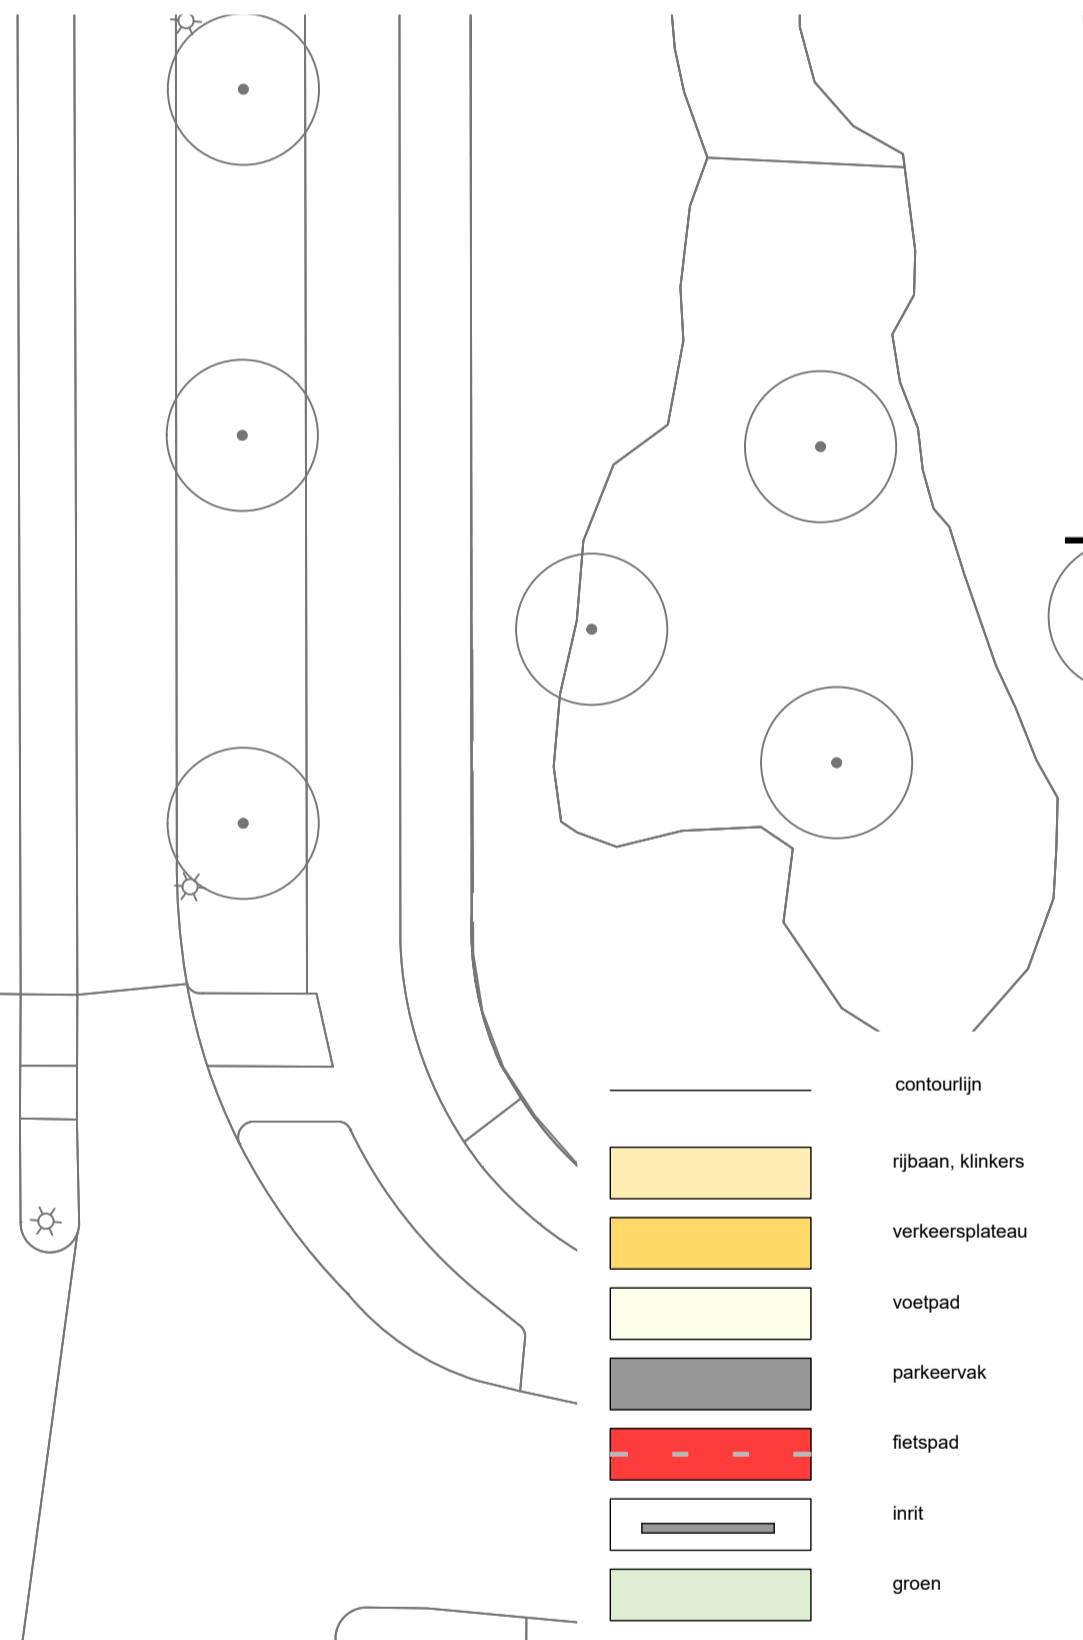 contourlijn
rijbaan, klinkers
verkeersplateau
voetpad
parkeervak
fietspad
inrit
groen